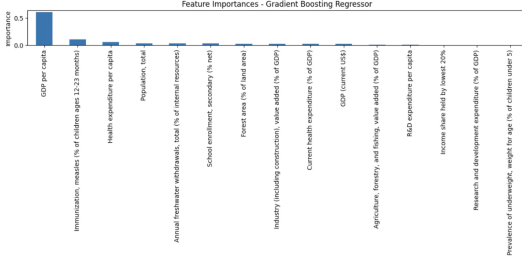 Feature Importances - Gradient Boosting Regressor
Importance
0.5
0.0
GDP per capita
Immunization, measles (% of children ages 12-23 months)
Health expenditure per capita
Population, total
Annual freshwater withdrawals, total (% of internal resources)
School enrollment, secondary (% net)
Forest area (% of land area)
Industry (including construction), value added (% of GDP)
Current health expenditure (% of GDP)
GDP (current US$)
Agriculture, forestry, and fishing, value added (% of GDP)
R&D expenditure per capita
Income share held by lowest 20%
Research and development expenditure (% of GDP)
Prevalence of underweight, weight for age (% of children under 5)